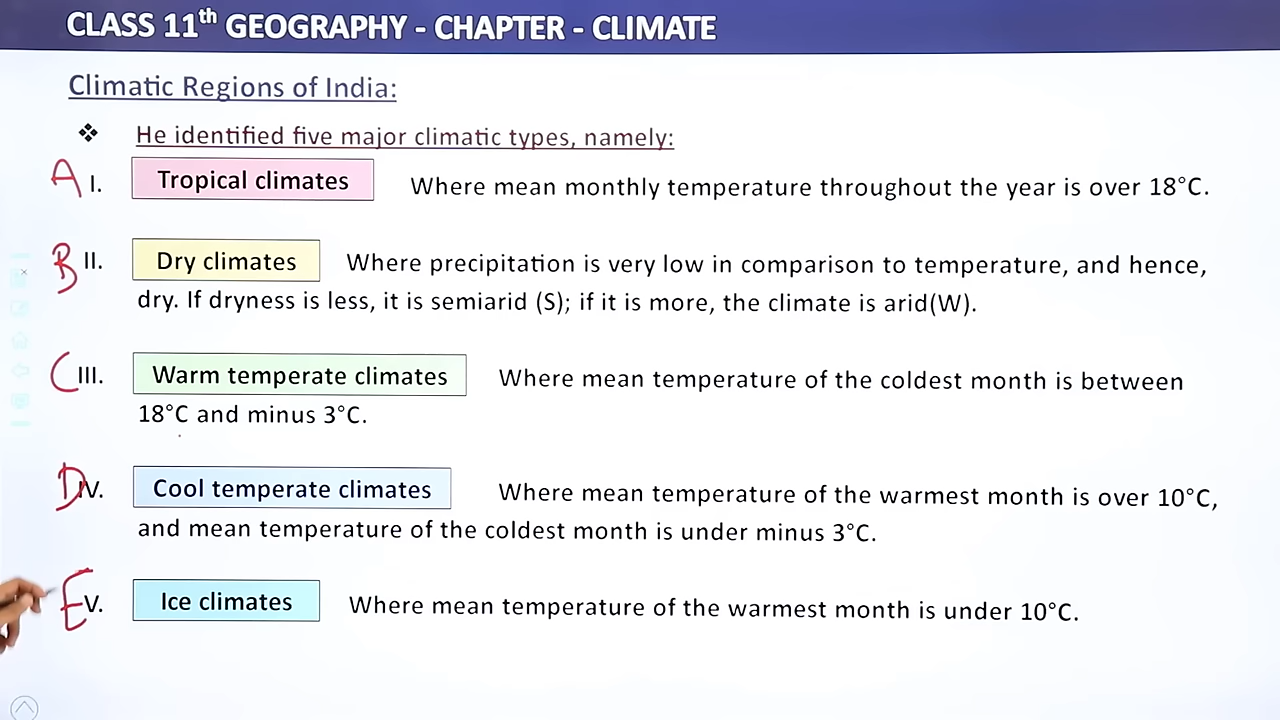 CLASS 11th GEOGRAPHY - CHAPTER - CLIMATE
Climatic Regions of India:
❖ He identified five major climatic types, namely:
A I. Tropical climates Where mean monthly temperature throughout the year is over 18°C.
B II. Dry climates Where precipitation is very low in comparison to temperature, and hence,
dry. If dryness is less, it is semiarid (S); if it is more, the climate is arid(W).
C III. Warm temperate climates Where mean temperature of the coldest month is between
18°C and minus 3°C.
D IV. Cool temperate climates Where mean temperature of the warmest month is over 10°C,
and mean temperature of the coldest month is under minus 3°C.
E V. Ice climates Where mean temperature of the warmest month is under 10°C.